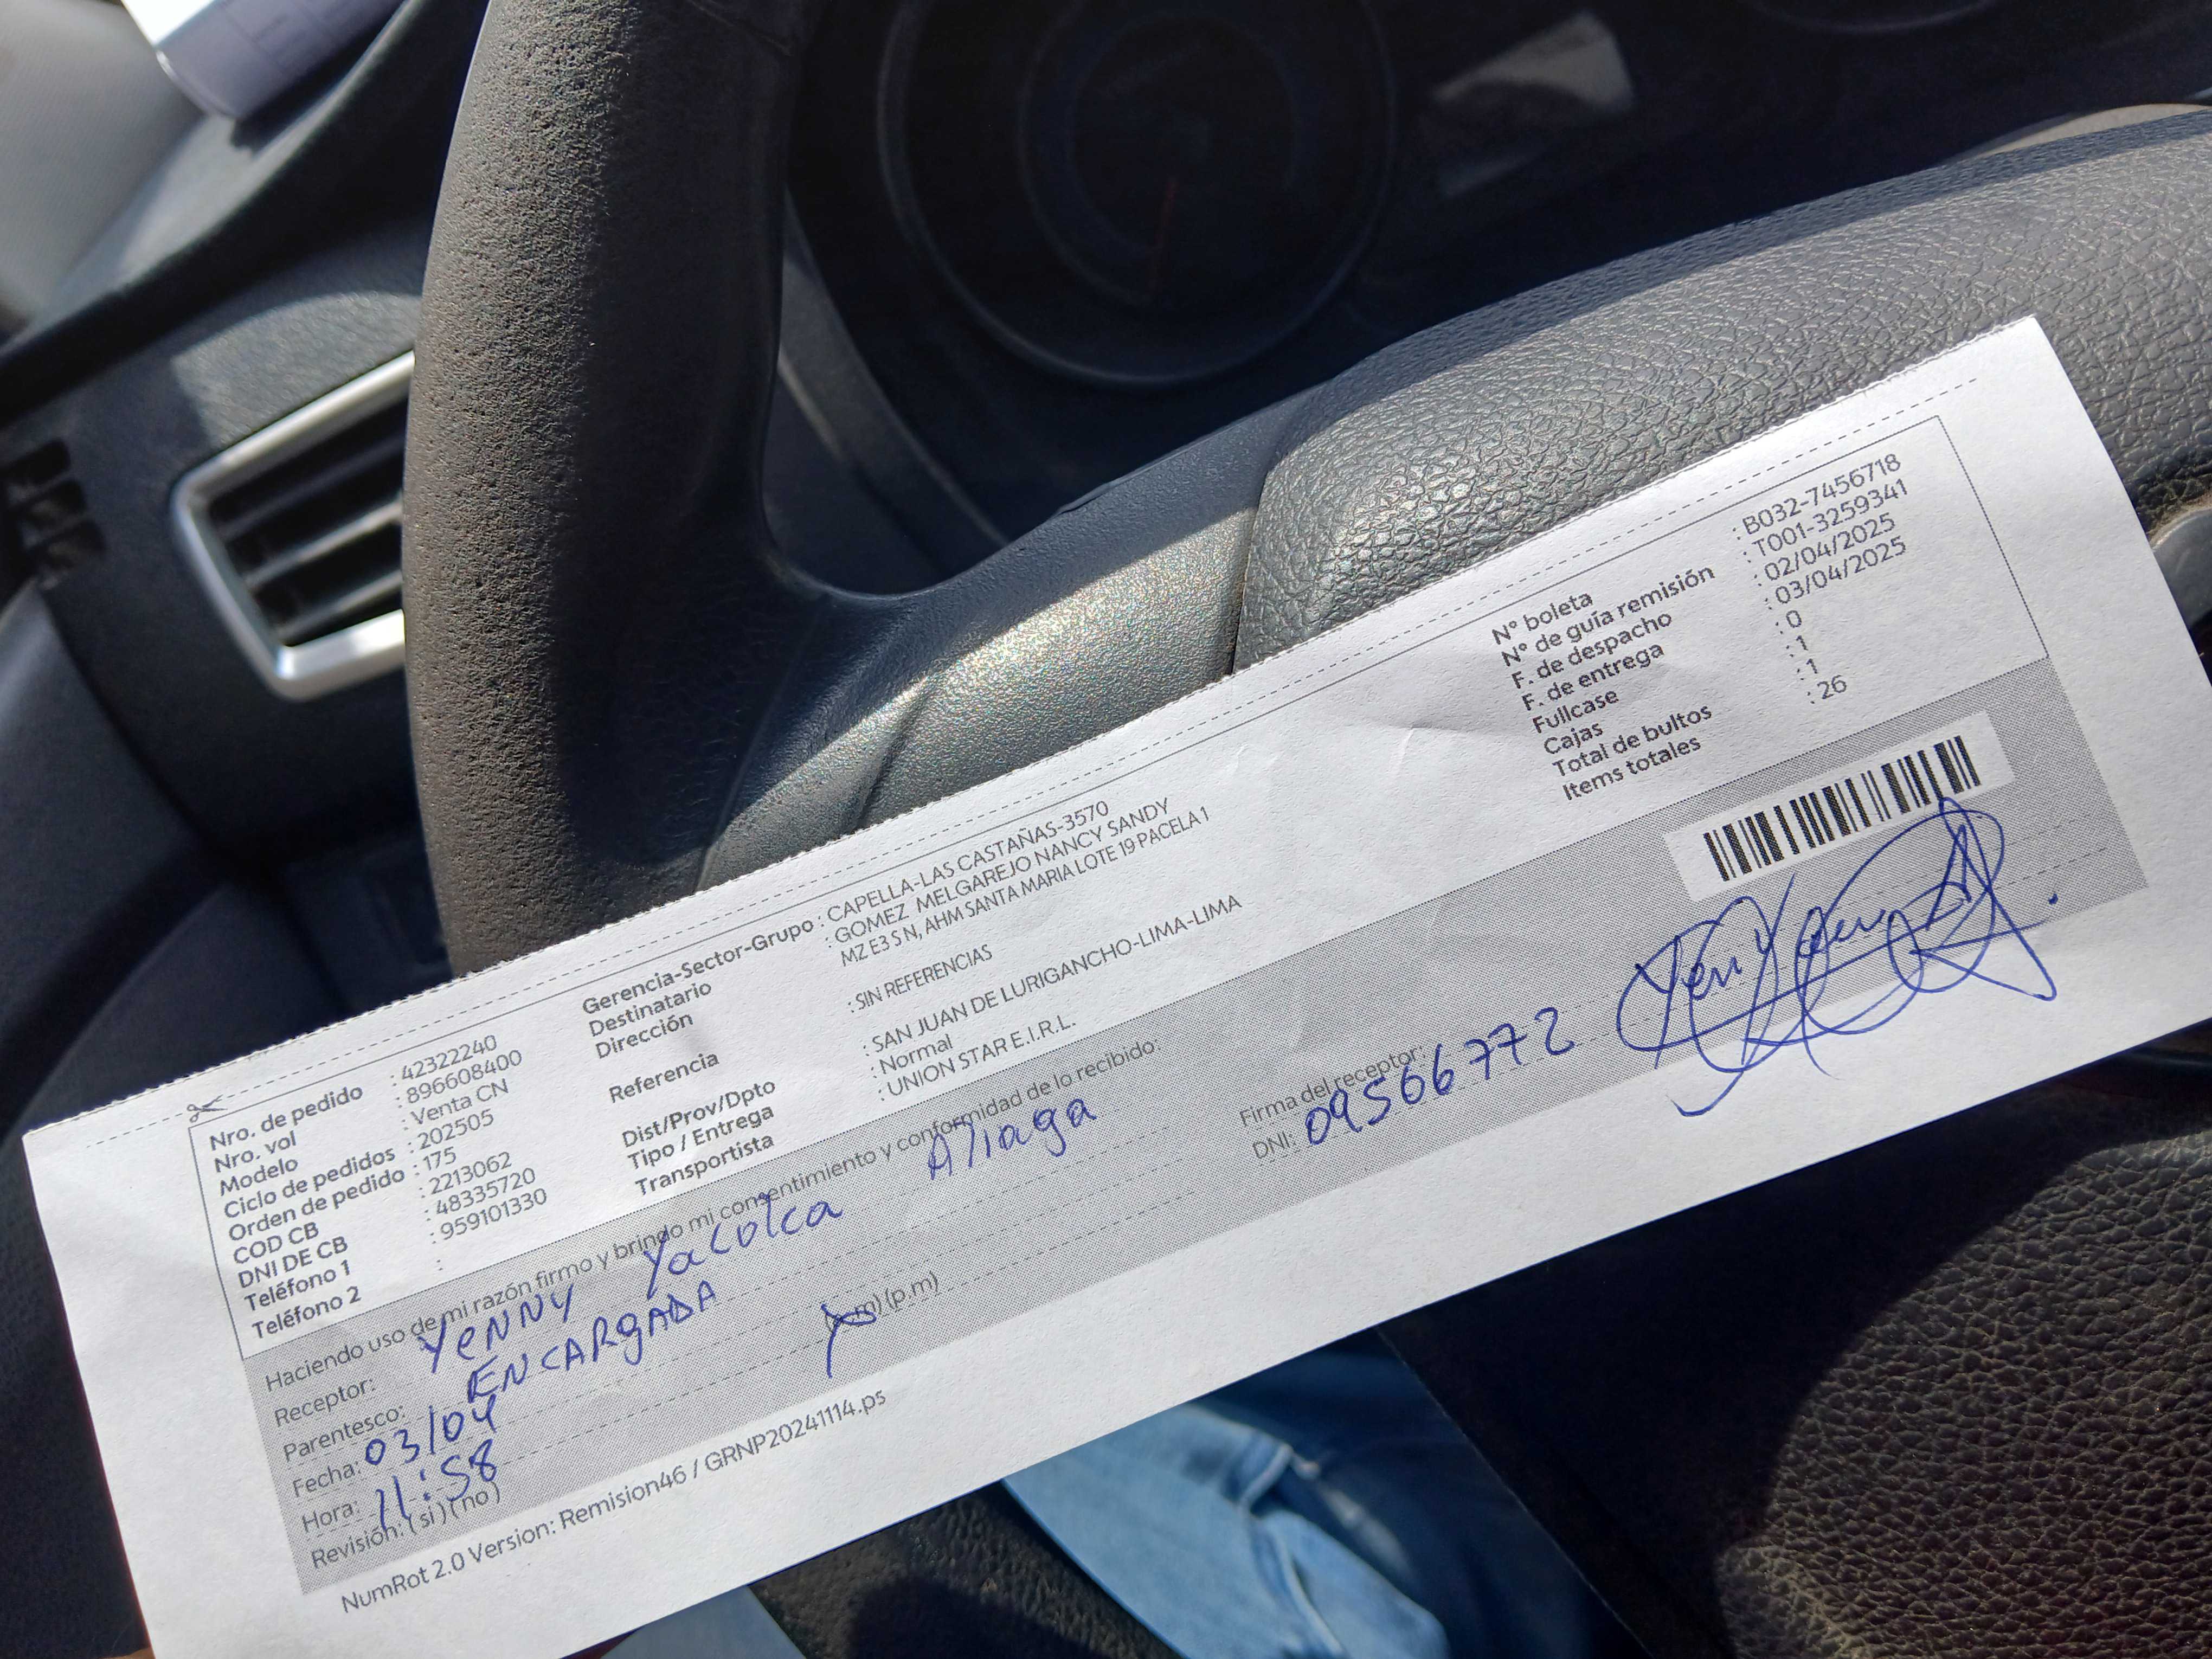 Nro. de pedido : 42322240
Nro. vol : 896608400
Modelo : Venta CN
Ciclo de pedidos : 202505
Orden de pedido : 175
COD CB : 2213062
DNI DE CB : 48335720
Teléfono 1 : 959101330
Teléfono 2 :
Gerencia-Sector-Grupo : CAPELLA-LAS CASTAÑAS-3570
Destinatario : GOMEZ MELGAREJO NANCY SANDY
Dirección MZ E3 S N, AHM SANTA MARIA LOTE 19 PACELA 1
Referencia : SIN REFERENCIAS
Dist/Prov/Dpto : SAN JUAN DE LURIGANCHO-LIMA-LIMA
Tipo / Entrega : Normal
Transportista : UNION STAR E.I.R.L.
N° boleta : B032-7456718
N° de guía remisión : T001-3259341
F. de despacho : 02/04/2025
F. de entrega : 03/04/2025
Fullcase : 0
Cajas : 1
Total de bultos : 1
Items totales : 26
Haciendo uso de mi razón firmo y brindo mi consentimiento y conformidad de lo recibido:
Receptor: Yenny Yacolca Aliaga
Parentesco: ENCARGADA
Fecha: 03/04
Hora: 11:58 (a.m) (p.m)
Revisión: (si) (no)
Firma del receptor:
DNI: 09566772
NumRot 2.0 Version: Remision46 / GRNP20241114.ps